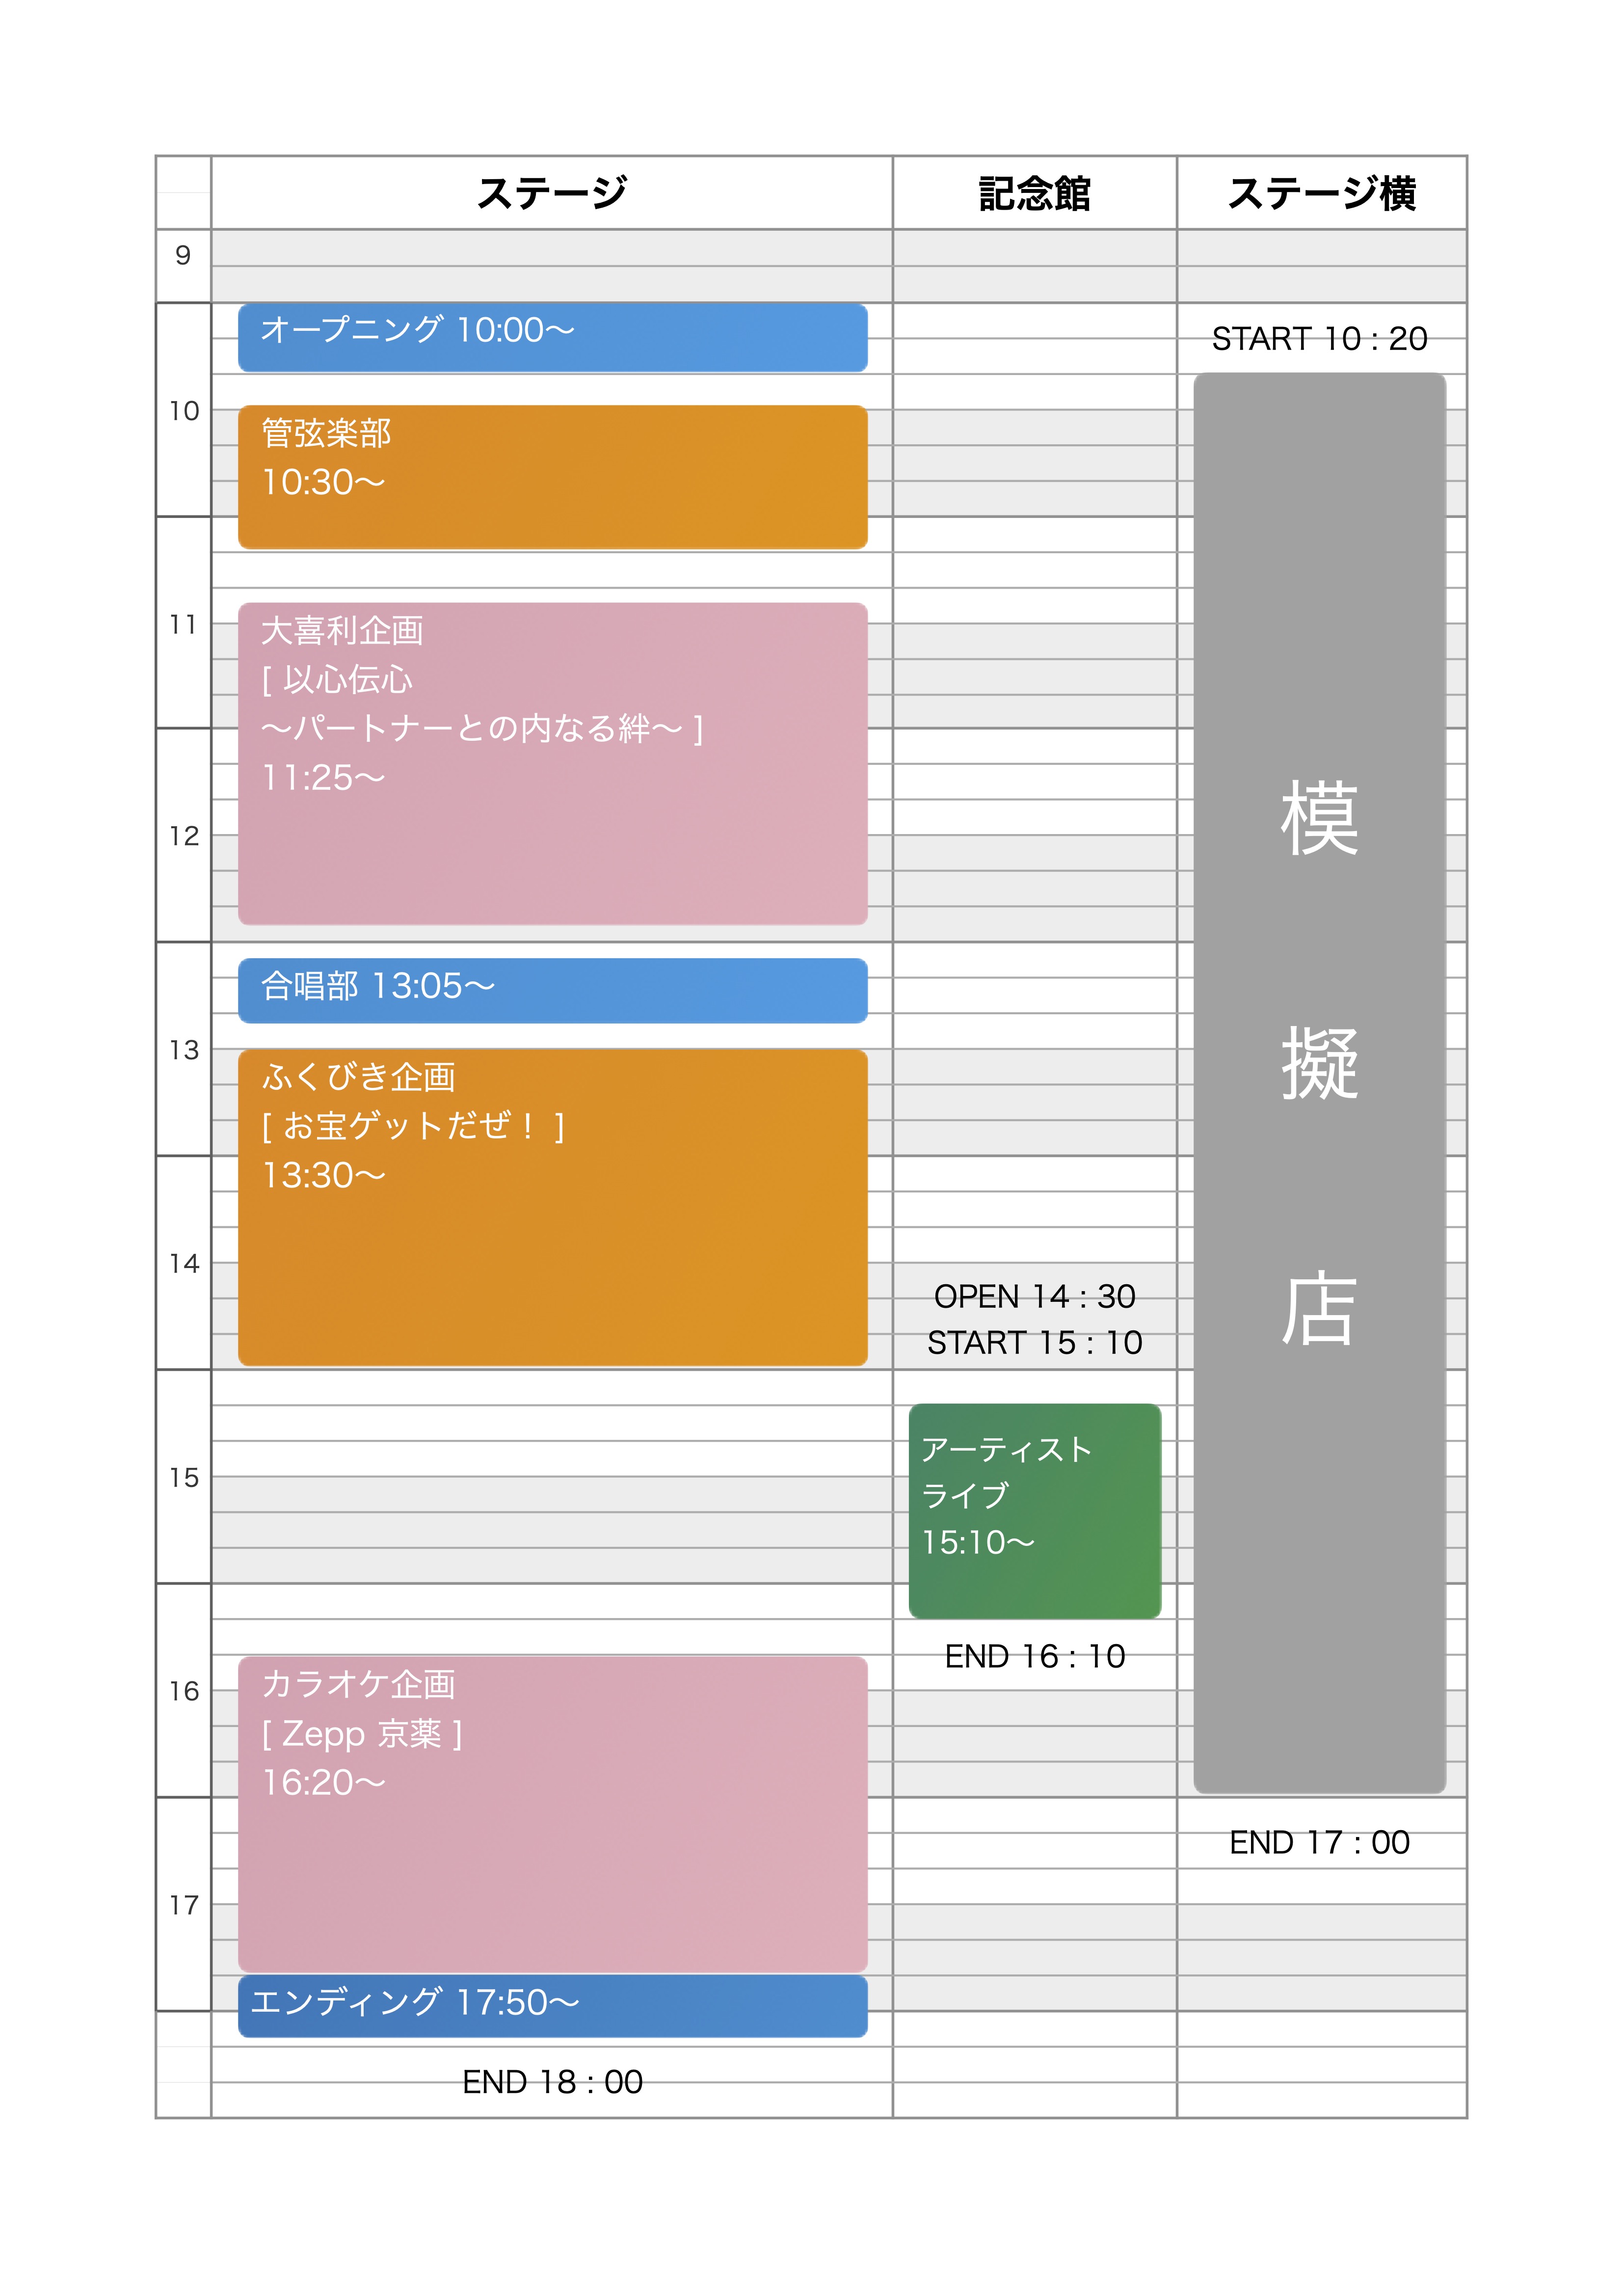 ステージ
記念館
ステージ横
9
オープニング 10:00～
START 10 : 20
10
管弦楽部
10:30～
11
大喜利企画
[ 以心伝心
～パートナーとの内なる絆～ ]
11:25～
12
模
擬
店
合唱部 13:05～
13
ふくびき企画
[ お宝ゲットだぜ！ ]
13:30～
14
OPEN 14 : 30
START 15 : 10
アーティスト
ライブ
15:10～
15
END 16 : 10
16
カラオケ企画
[ Zepp 京薬 ]
16:20～
END 17 : 00
17
エンディング 17:50～
END 18 : 00